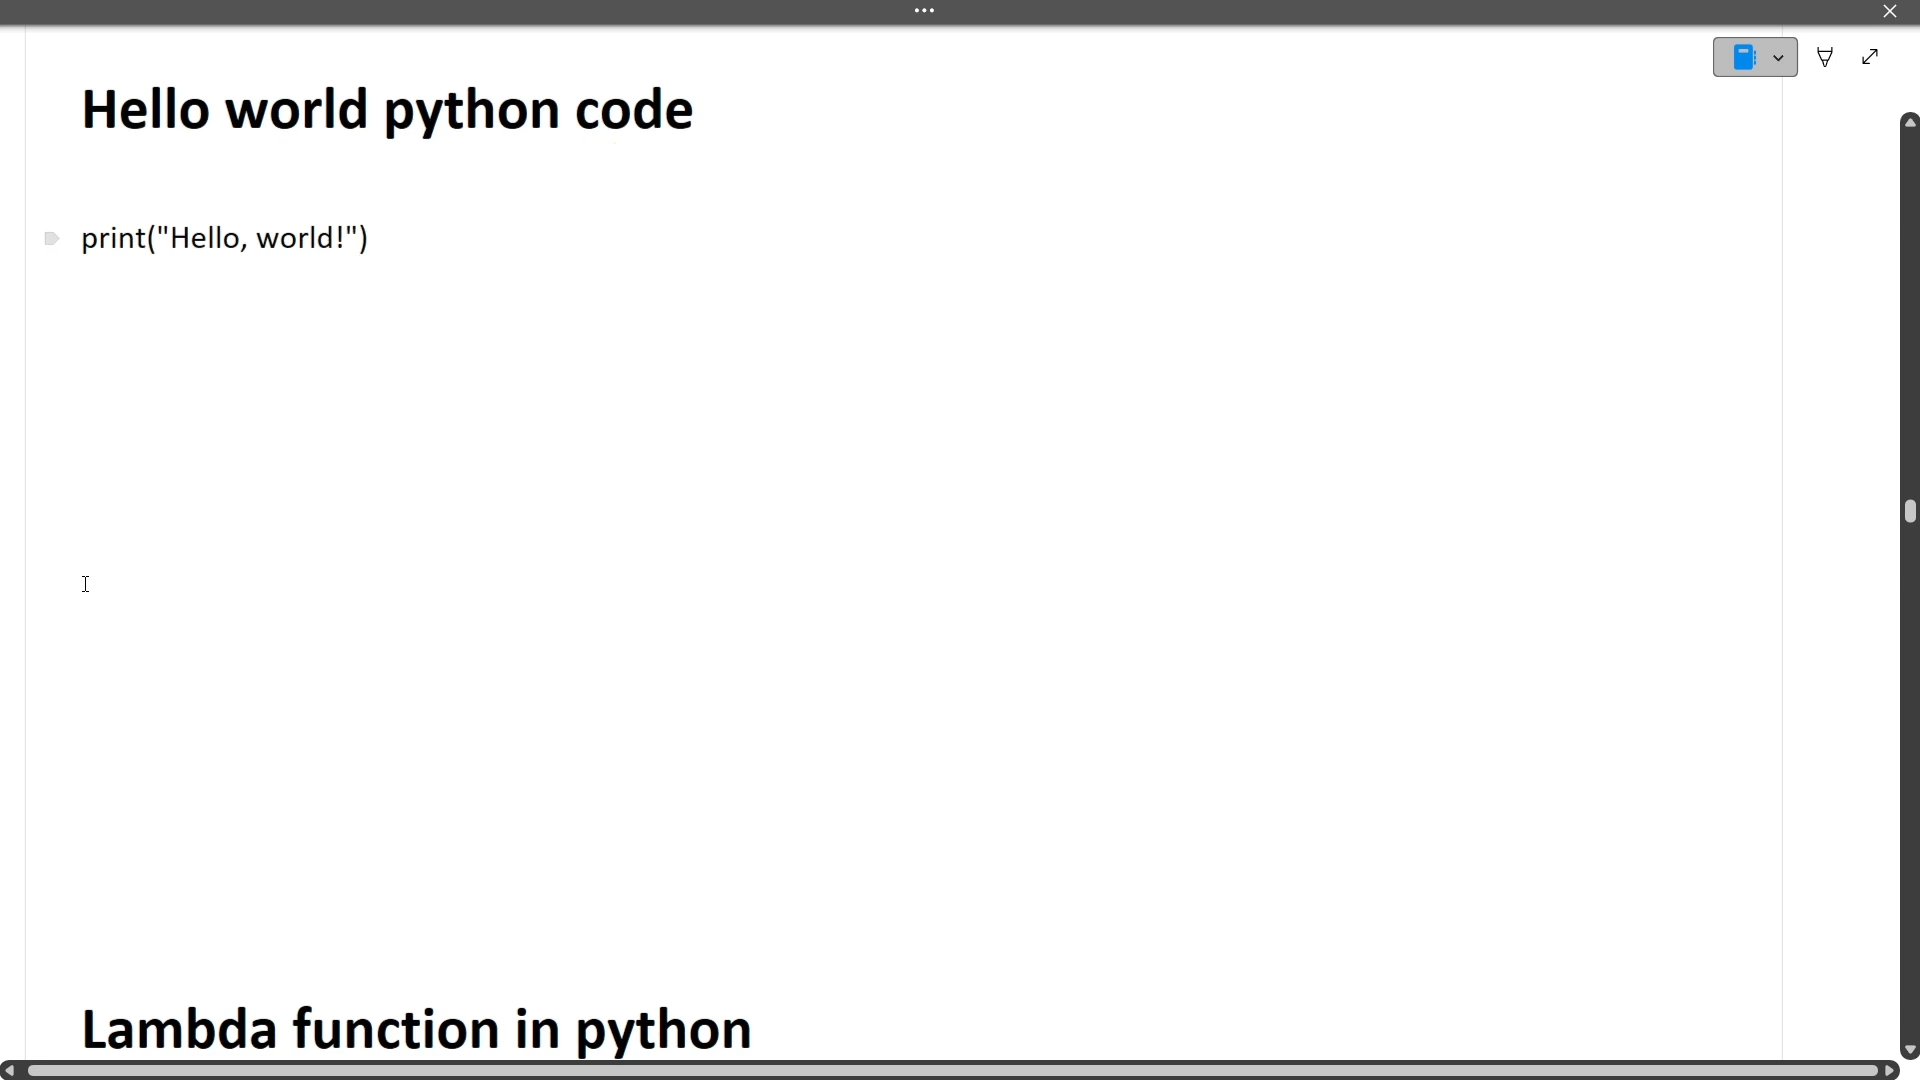 Hello world python code
print("Hello, world!")
Lambda function in python